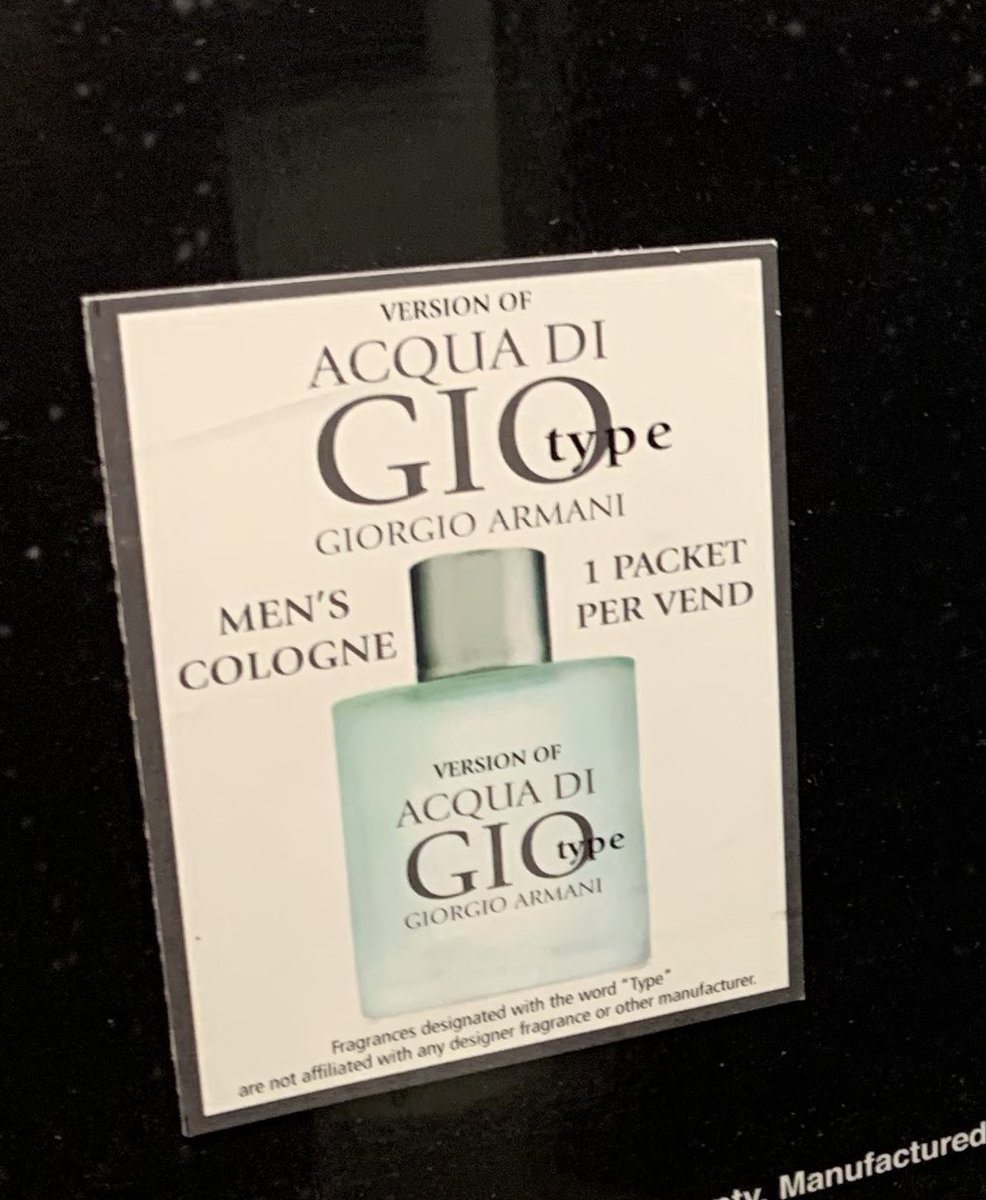 VERSION OF
ACQUA DI
GIO type
GIORGIO ARMANI
MEN'S
COLOGNE
1 PACKET
PER VEND
VERSION OF
ACQUA DI
GIO type
GIORGIO ARMANI
Fragrances designated with the word "Type"
are not affiliated with any designer fragrance or other manufacturer.
Manufactured